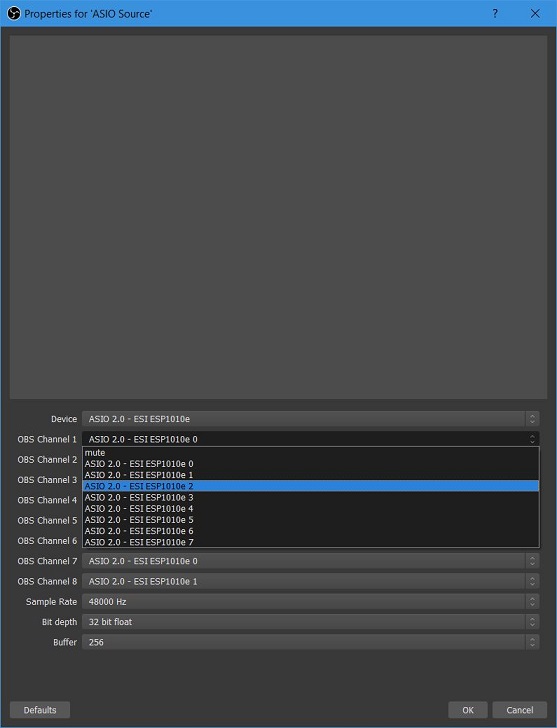 Properties for 'ASIO Source'
Device ASIO 2.0 - ESI ESP1010e
OBS Channel 1 ASIO 2.0 - ESI ESP1010e 0
mute
OBS Channel 2 ASIO 2.0 - ESI ESP1010e 0
ASIO 2.0 - ESI ESP1010e 1
OBS Channel 3 ASIO 2.0 - ESI ESP1010e 2
ASIO 2.0 - ESI ESP1010e 3
OBS Channel 4 ASIO 2.0 - ESI ESP1010e 4
OBS Channel 5 ASIO 2.0 - ESI ESP1010e 5
ASIO 2.0 - ESI ESP1010e 6
OBS Channel 6 ASIO 2.0 - ESI ESP1010e 7
OBS Channel 7 ASIO 2.0 - ESI ESP1010e 0
OBS Channel 8 ASIO 2.0 - ESI ESP1010e 1
Sample Rate 48000 Hz
Bit depth 32 bit float
Buffer 256
Defaults OK Cancel